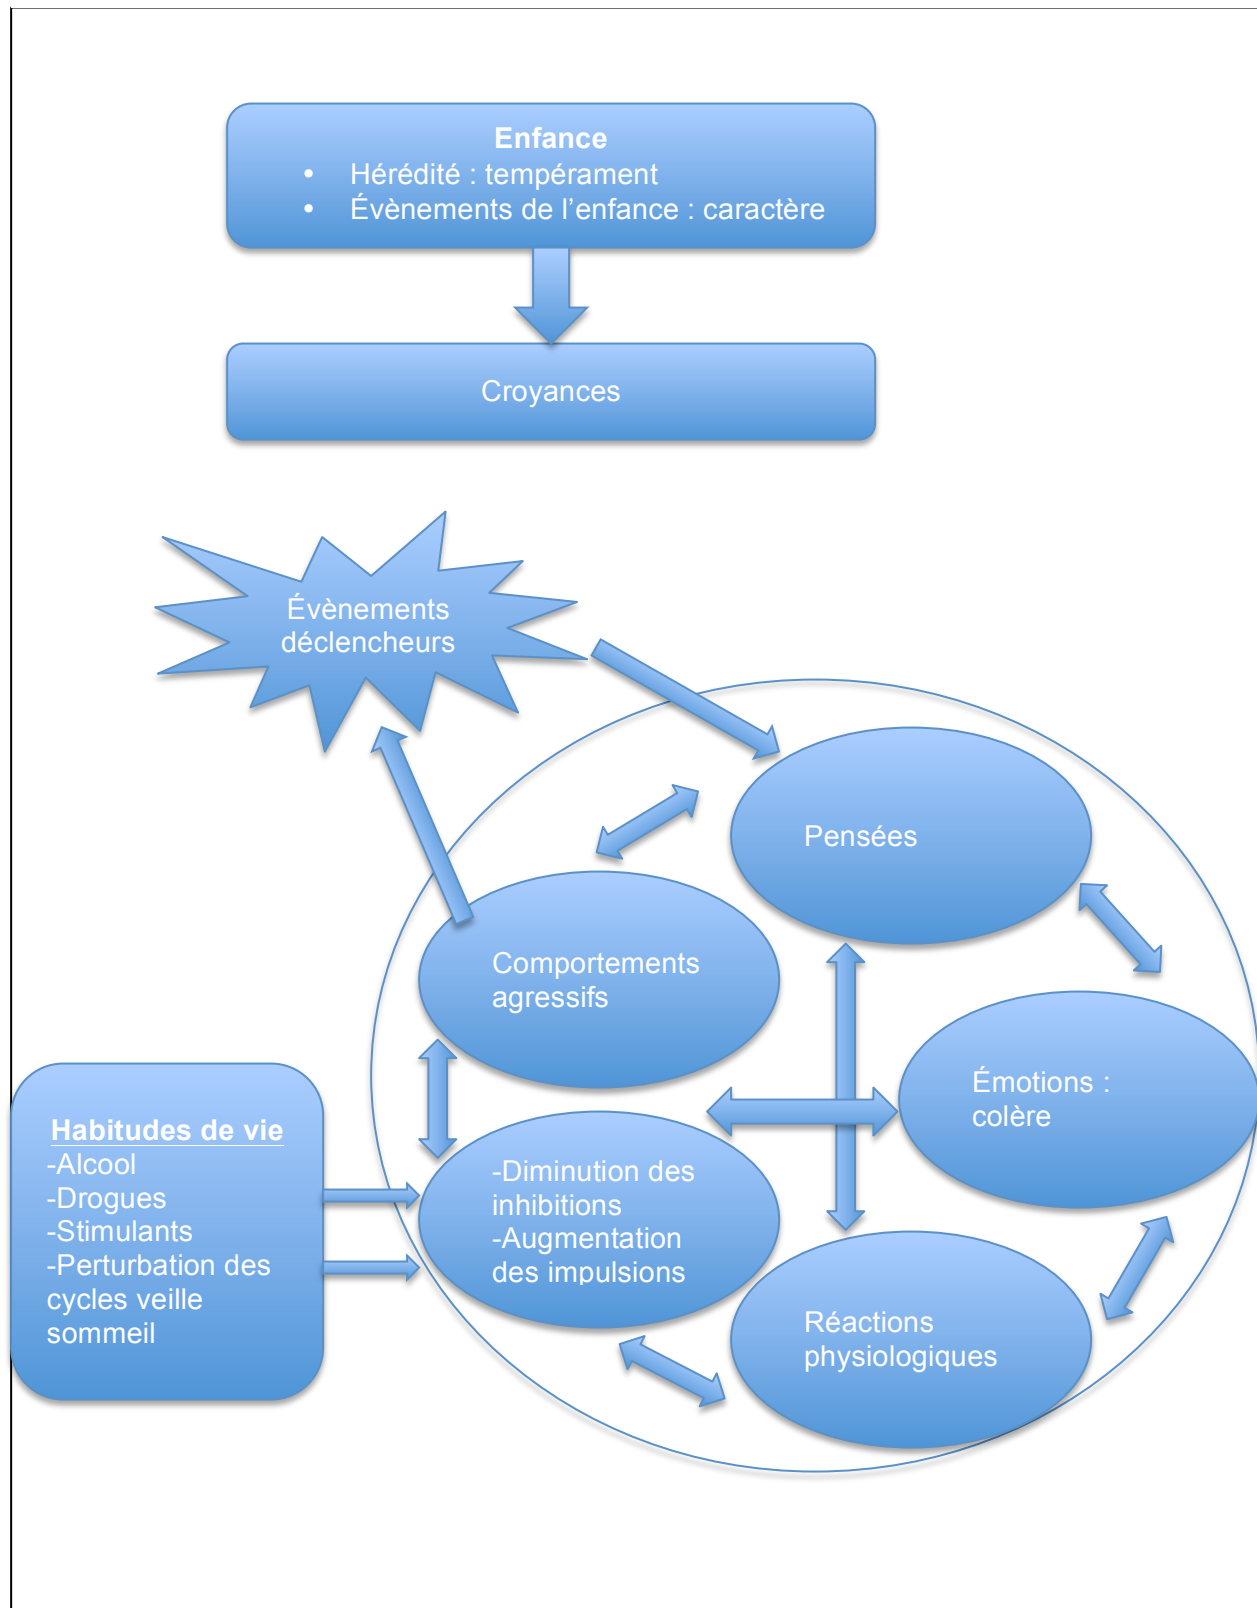 Enfance
• Hérédité : tempérament
• Évènements de l’enfance : caractère
Croyances
Évènements
déclencheurs
Pensées
Comportements
agressifs
Émotions :
colère
Habitudes de vie
-Alcool
-Drogues
-Stimulants
-Perturbation des
cycles veille
sommeil
-Diminution des
inhibitions
-Augmentation
des impulsions
Réactions
physiologiques